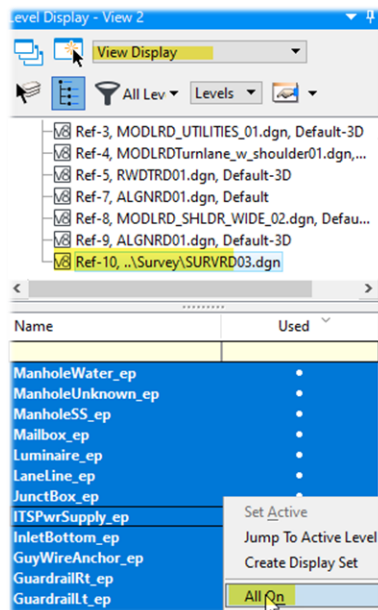 Level Display - View 2
View Display
All Lev
Levels
Ref-3, MODLRD_UTILITIES_01.dgn, Default-3D
Ref-4, MODLRDTurnlane_w_shoulder01.dgn,...
Ref-5, RWDTRD01.dgn, Default-3D
Ref-7, ALGNRD01.dgn, Default
Ref-8, MODLRD_SHLDR_WIDE_02.dgn, Defau...
Ref-9, ALGNRD01.dgn, Default-3D
Ref-10, ..\Survey\SURVRD03.dgn
Name Used
ManholeWater_ep
ManholeUnknown_ep
ManholeSS_ep
Mailbox_ep
Luminaire_ep
LaneLine_ep
JunctBox_ep
ITSPwrSupply_ep
InletBottom_ep
GuyWireAnchor_ep
GuardrailRt_ep
GuardrailLt_ep
Set Active
Jump To Active Level
Create Display Set
All On